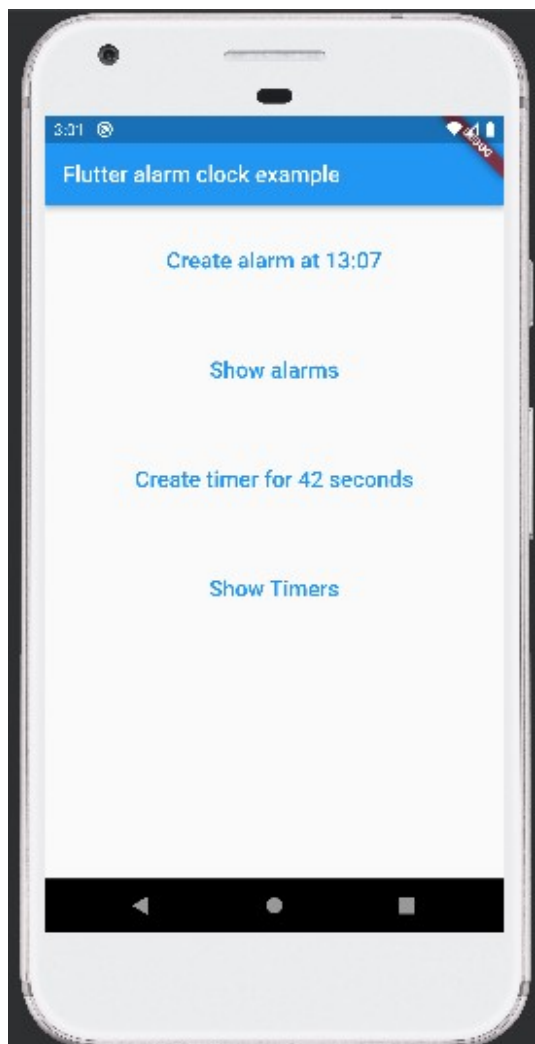 3:01
DEBUG
Flutter alarm clock example
Create alarm at 13:07
Show alarms
Create timer for 42 seconds
Show Timers